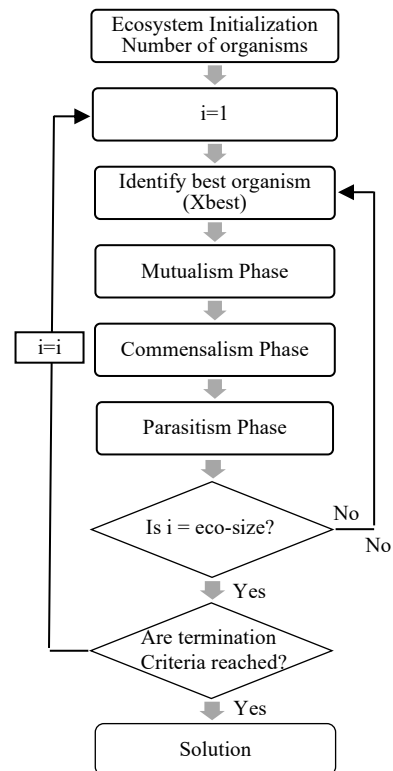 Ecosystem Initialization
Number of organisms
i=1
Identify best organism
(Xbest)
Mutualism Phase
i=i
Commensalism Phase
Parasitism Phase
Is i = eco-size?
No
No
Yes
Are termination
Criteria reached?
Yes
Solution